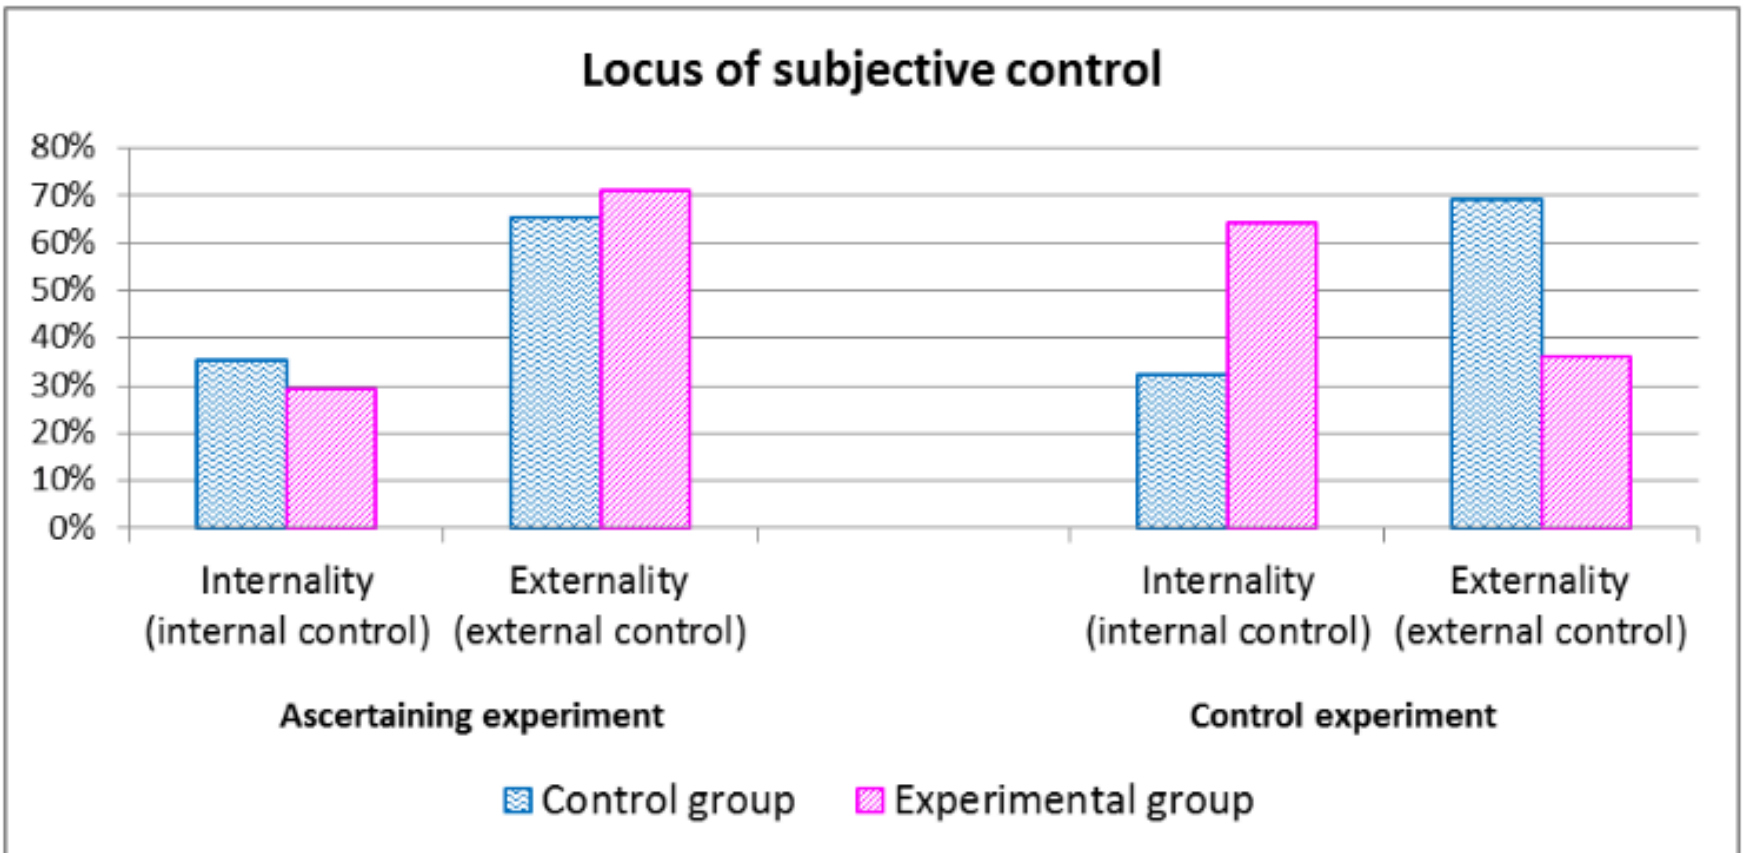 Locus of subjective control
80%
70%
60%
50%
40%
30%
20%
10%
0%
Internality
(internal control)
Externality
(external control)
Internality
(internal control)
Externality
(external control)
Ascertaining experiment
Control experiment
Control group
Experimental group